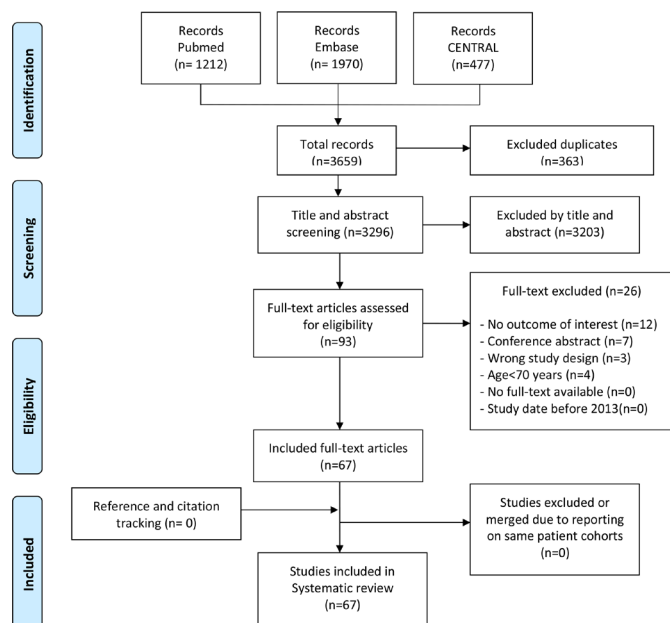 Identification
Records
Pubmed
(n= 1212)
Records
Embase
(n= 1970)
Records
CENTRAL
(n=477)
Total records
(n=3659)
Excluded duplicates
(n=363)
Screening
Title and abstract
screening (n=3296)
Excluded by title and
abstract (n=3203)
Full-text articles assessed
for eligibility
(n=93)
Full-text excluded (n=26)
- No outcome of interest (n=12)
- Conference abstract (n=7)
- Wrong study design (n=3)
- Age<70 years (n=4)
- No full-text available (n=0)
- Study date before 2013(n=0)
Eligibility
Included full-text articles
(n=67)
Included
Reference and citation
tracking (n= 0)
Studies excluded or
merged due to reporting
on same patient cohorts
(n=0)
Studies included in
Systematic review
(n=67)